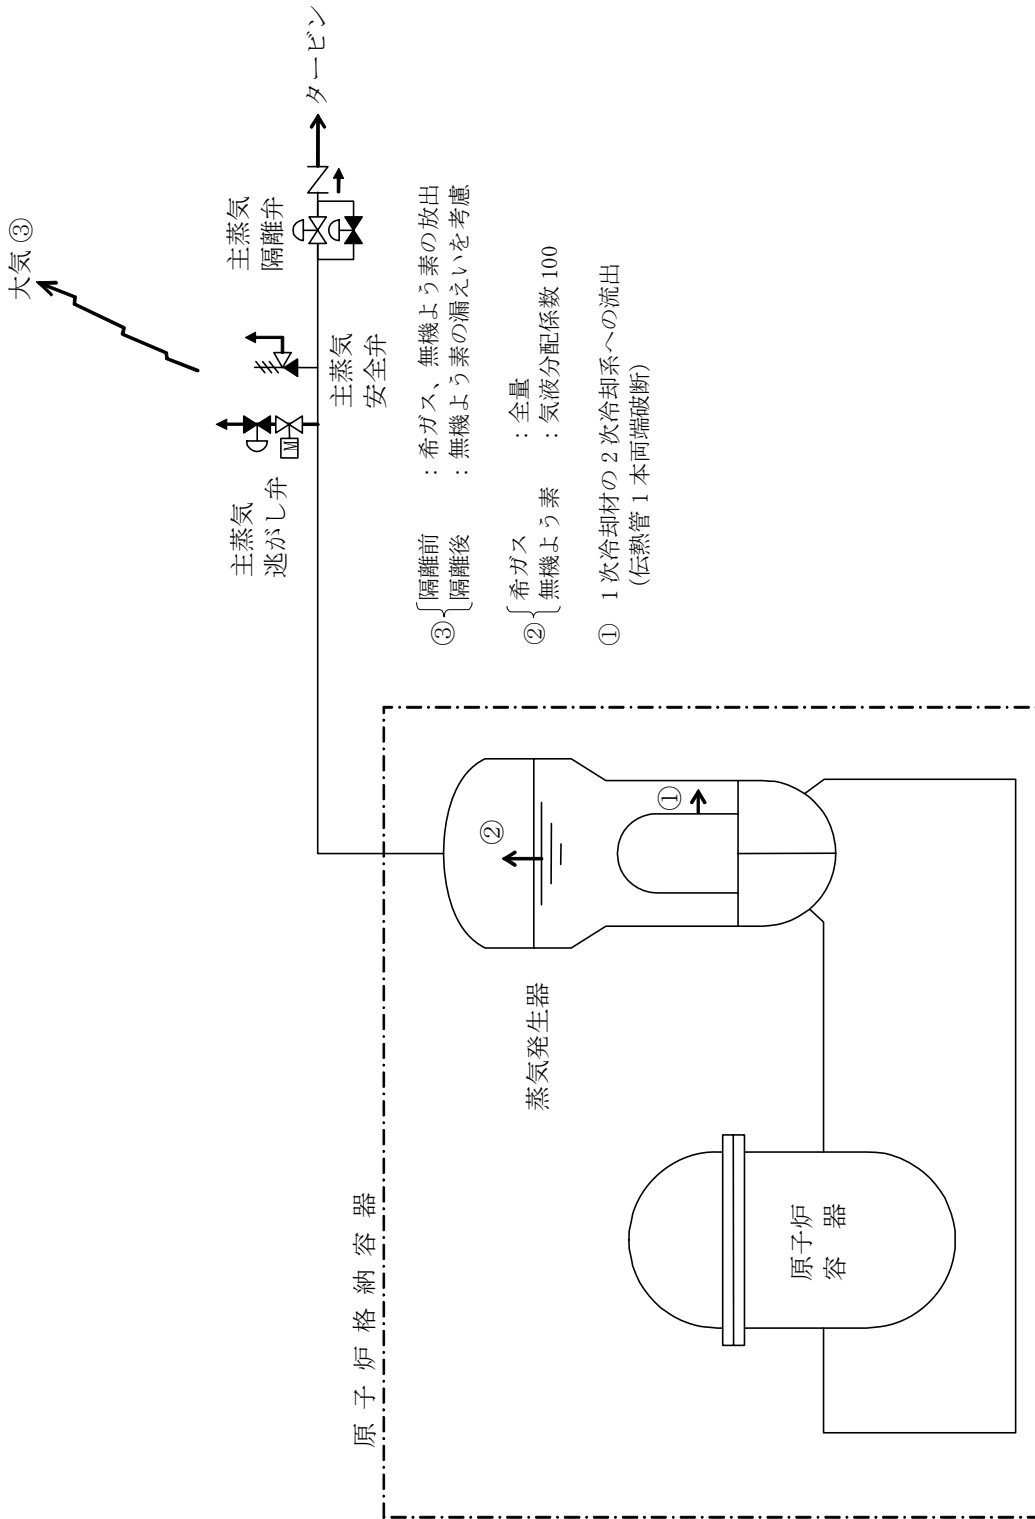 大気 ③
タービン
主蒸気
隔離弁
主蒸気
安全弁
主蒸気
逃がし弁
M
③
隔離前 : 希ガス、無機よう素の放出
隔離後 : 無機よう素の漏えいを考慮
②
希ガス : 全量
無機よう素 : 気液分配係数 100
① 1 次冷却材の 2 次冷却系への流出
(伝熱管 1 本両端破断)
原子炉格納容器
蒸気発生器
②
①
原子炉
容 器